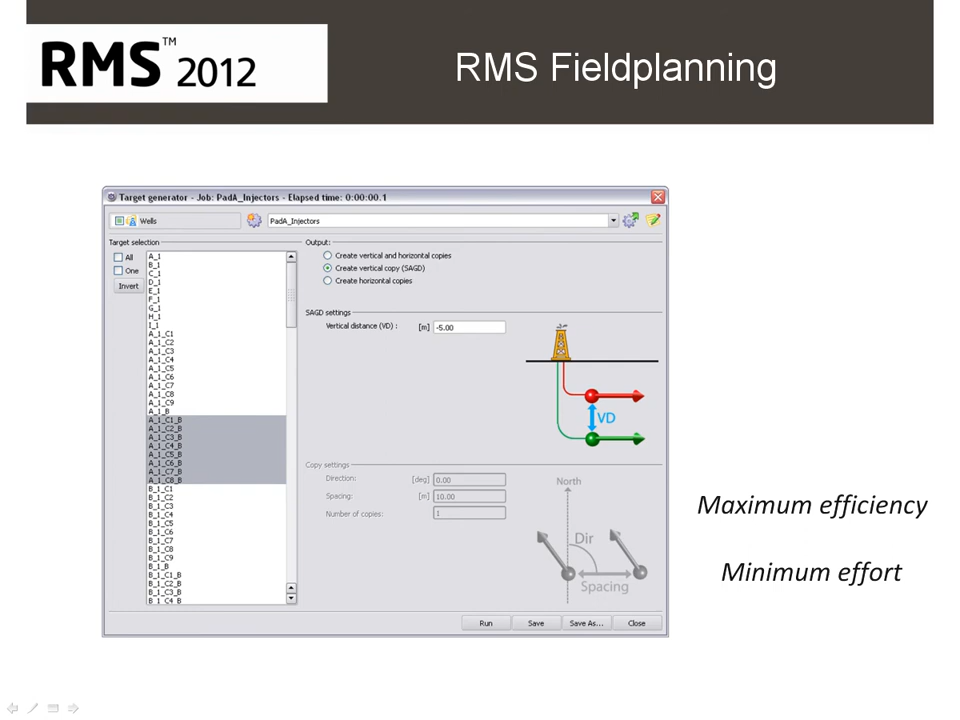 RMS™ 2012
RMS Fieldplanning
Target generator - Job: PadA_Injectors - Elapsed time: 0:00:00.1
Wells
PadA_Injectors
Target selection
All
One
Invert
A_1
B_1
C_1
D_1
E_1
F_1
G_1
H_1
I_1
A_1_C1
A_1_C2
A_1_C3
A_1_C4
A_1_C5
A_1_C6
A_1_C7
A_1_C8
A_1_C9
A_1_B
A_1_C1_B
A_1_C2_B
A_1_C3_B
A_1_C4_B
A_1_C5_B
A_1_C6_B
A_1_C7_B
A_1_C8_B
B_1_C1
B_1_C2
B_1_C3
B_1_C4
B_1_C5
B_1_C6
B_1_C7
B_1_C8
B_1_C9
B_1_B
B_1_C1_B
B_1_C2_B
B_1_C3_B
B_1_C4_B
Output:
Create vertical and horizontal copies
Create vertical copy (SAGD)
Create horizontal copies
SAGD settings
Vertical distance (VD) : [m] -5.00
VD
Copy settings
Direction: [deg] 0.00
Spacing: [m] 10.00
Number of copies: 1
North
Dir
Spacing
Run Save Save As... Close
Maximum efficiency
Minimum effort